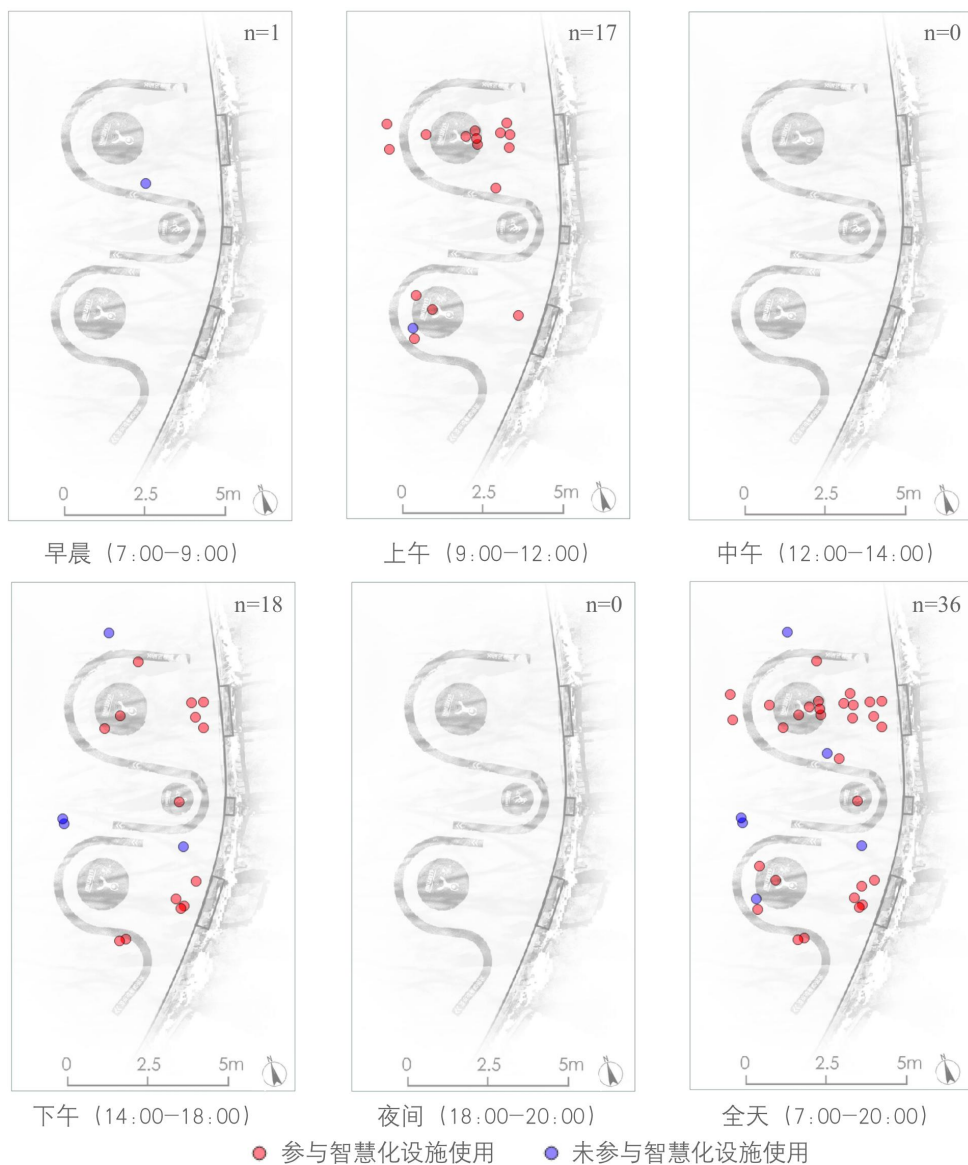 n=1
n=17
n=0
0 2.5 5m
0 2.5 5m
0 2.5 5m
早晨 (7:00—9:00)
上午 (9:00—12:00)
中午 (12:00—14:00)
n=18
n=0
n=36
0 2.5 5m
0 2.5 5m
0 2.5 5m
下午 (14:00—18:00)
夜间 (18:00—20:00)
全天 (7:00—20:00)
参与智慧化设施使用
未参与智慧化设施使用